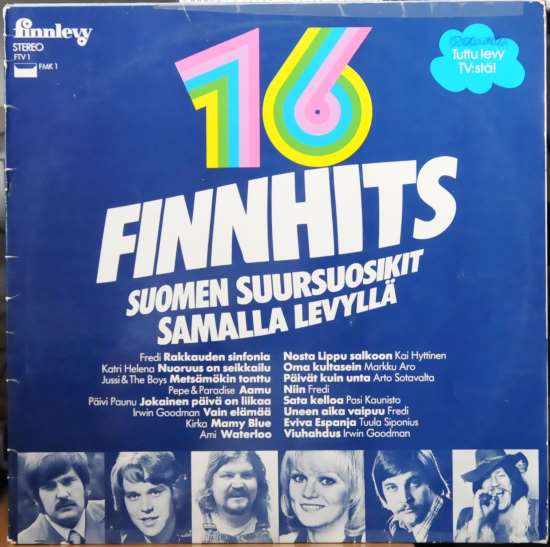 finnlevy
STEREO
FTV 1
FMK 1
Tuttu levy
TV:stä!
16
FINNHITS
SUOMEN SUURSUOSIKIT
SAMALLA LEVYLLÄ
Fredi Rakkauden sinfonia
Katri Helena Nuoruus on seikkailu
Jussi & The Boys Metsämökin tonttu
Pepe & Paradise Aamu
Päivi Paunu Jokainen päivä on liikaa
Irwin Goodman Vain elämää
Kirka Mamy Blue
Ami Waterloo
Nosta Lippu salkoon Kai Hyttinen
Oma kultasein Markku Aro
Päivät kuin unta Arto Sotavalta
Niin Fredi
Sata kelloa Pasi Kaunisto
Uneen aika vaipuu Fredi
Eviva Espanja Tuula Siponius
Viuhahdus Irwin Goodman